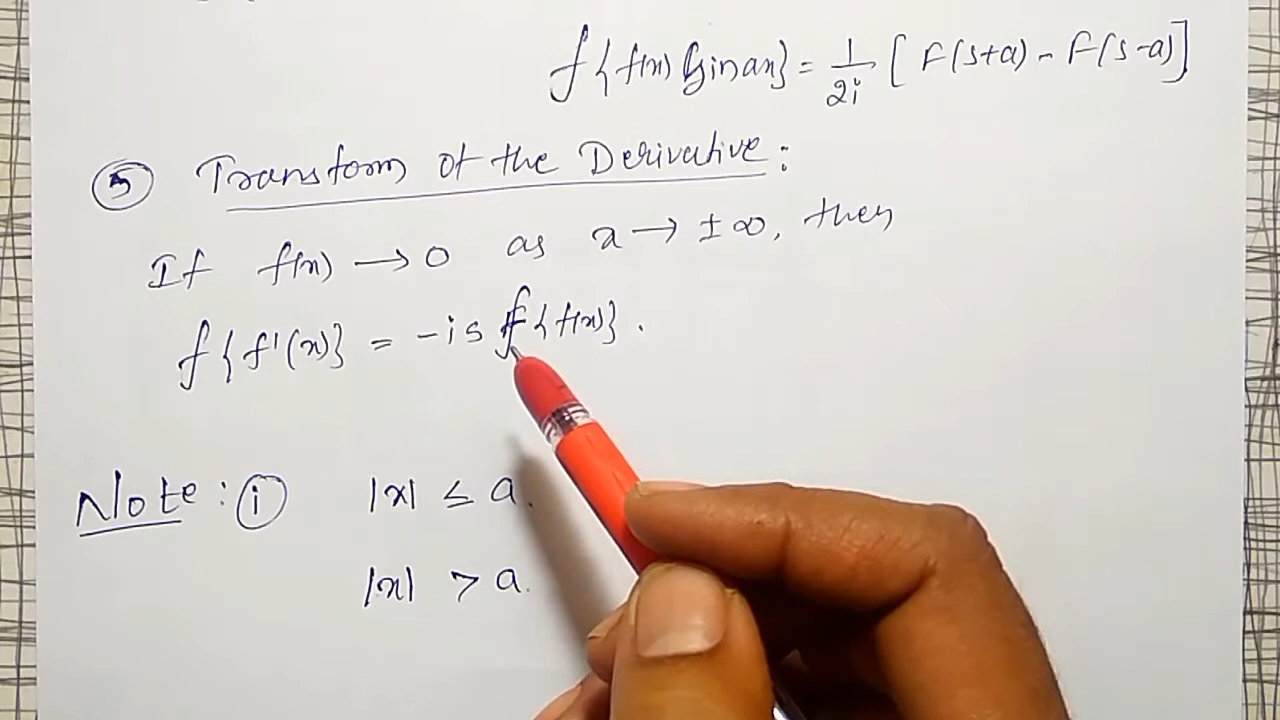 f{f(x) Sin ax} = 1/2i [F(s+a) - F(s-a)]
⑤ Transform of the Derivative:
If f(x) → 0 as x → ± ∞, then
f{f'(x)} = -is f{f(x)}.
Note: ⓘ |x| ≤ a.
|x| > a.